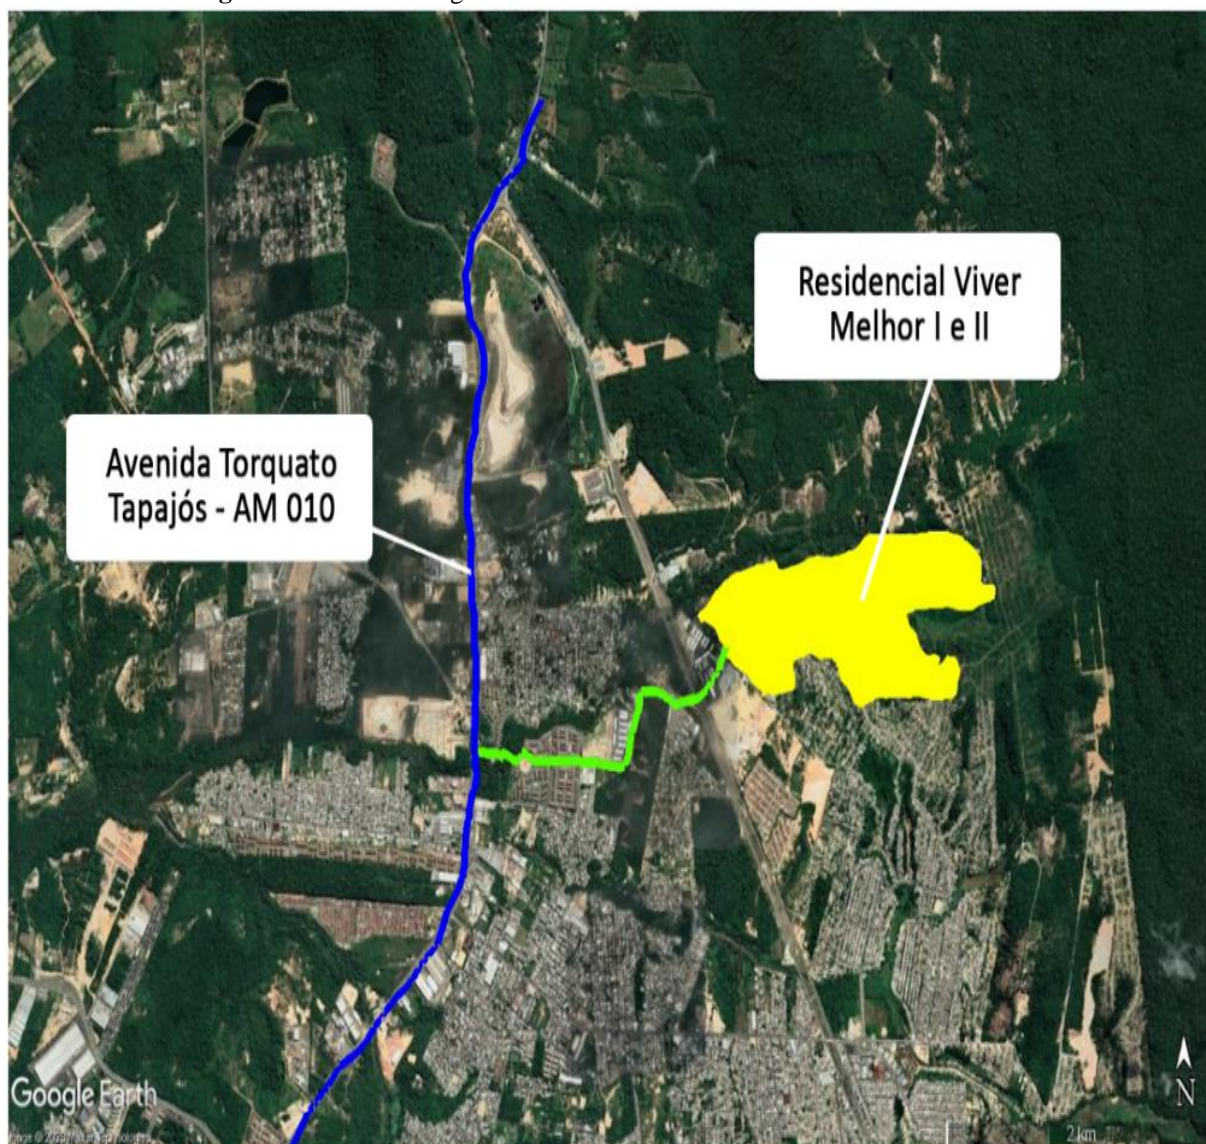 Residencial Viver
Melhor I e II
Avenida Torquato
Tapajós - AM 010
Google Earth
N
2 km